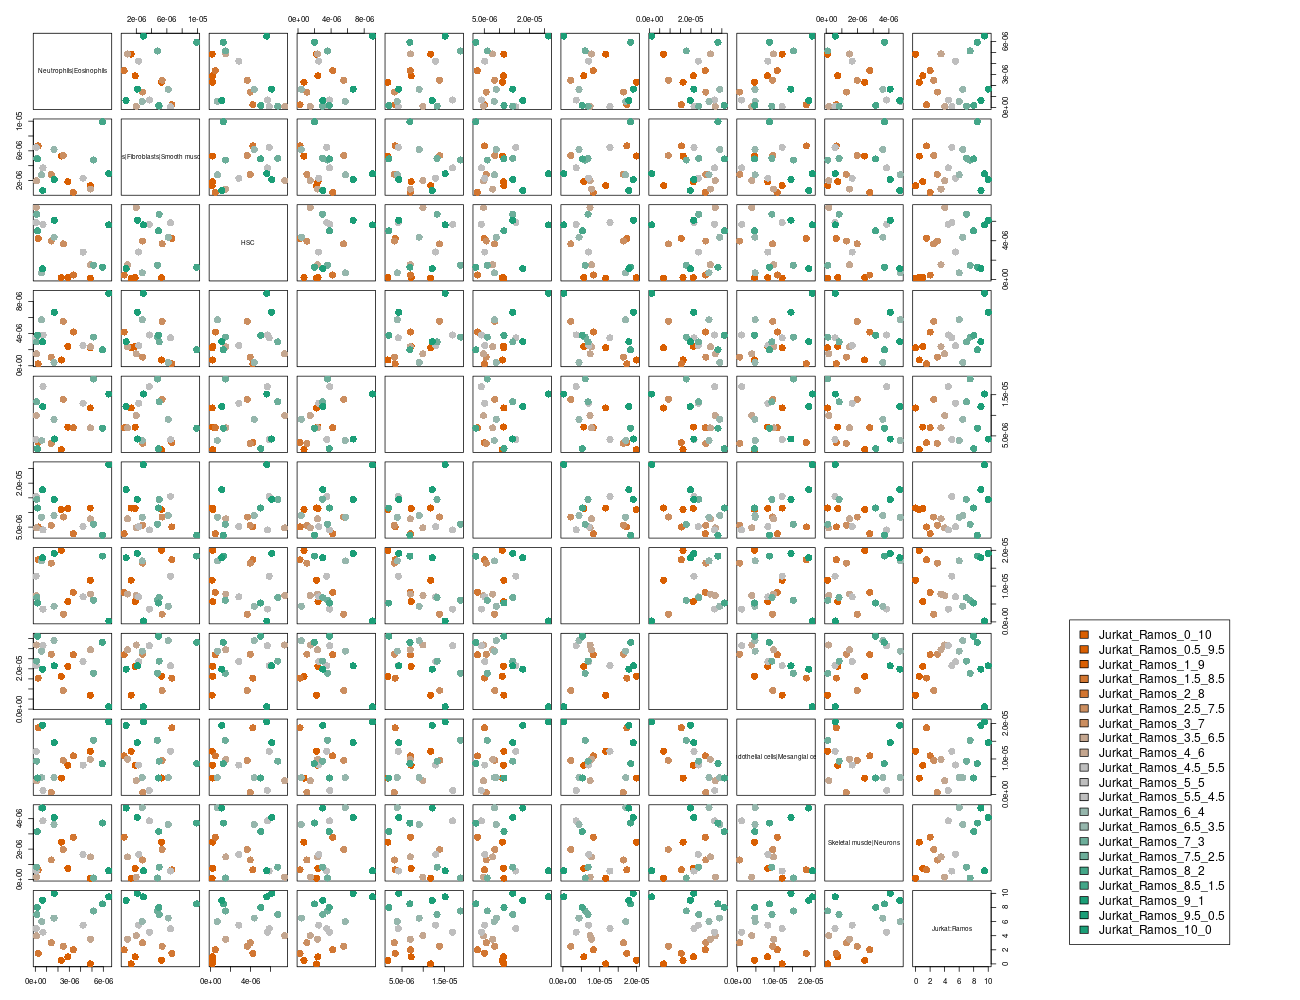 2e-06 6e-06 1e-05 0e+00 4e-06 8e-06 5.0e-06 2.0e-05 0.0e+00 2.0e-05 0e+00 2e-06 4e-06
Neutrophils|Eosinophils
0e+00 3e-06 6e-06
2e-06 6e-06 1e-05
s|Fibroblasts|Smooth musc
HSC
0e+00 4e-06
0e+00 4e-06 8e-06
5.0e-06 1.5e-05
5.0e-06 2.0e-05
0.0e+00 1.0e-05 2.0e-05
0.0e+00 2.0e-05
dothelial cells|Mesangial ce
0.0e+00 1.0e-05 2.0e-05
0e+00 2e-06 4e-06
Skeletal muscle|Neurons
Jurkat:Ramos
0 2 4 6 8 10
0e+00 3e-06 6e-06 0e+00 4e-06 5.0e-06 1.5e-05 0.0e+00 1.0e-05 2.0e-05 0.0e+00 1.0e-05 2.0e-05 0 2 4 6 8 10
Jurkat_Ramos_0_10
Jurkat_Ramos_0.5_9.5
Jurkat_Ramos_1_9
Jurkat_Ramos_1.5_8.5
Jurkat_Ramos_2_8
Jurkat_Ramos_2.5_7.5
Jurkat_Ramos_3_7
Jurkat_Ramos_3.5_6.5
Jurkat_Ramos_4_6
Jurkat_Ramos_4.5_5.5
Jurkat_Ramos_5_5
Jurkat_Ramos_5.5_4.5
Jurkat_Ramos_6_4
Jurkat_Ramos_6.5_3.5
Jurkat_Ramos_7_3
Jurkat_Ramos_7.5_2.5
Jurkat_Ramos_8_2
Jurkat_Ramos_8.5_1.5
Jurkat_Ramos_9_1
Jurkat_Ramos_9.5_0.5
Jurkat_Ramos_10_0